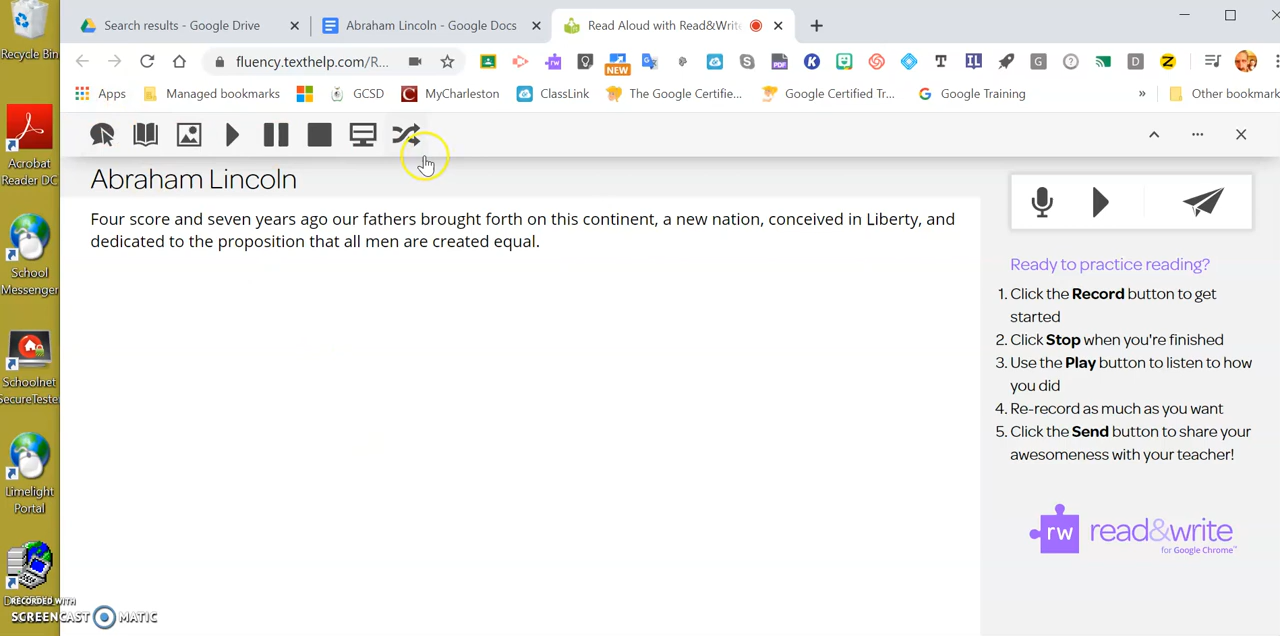 Recycle Bin
Acrobat
Reader DC
School
Messenger
Schoolnet
SecureTester
Limelight
Portal
RECORDED WITH
SCREENCAST MATIC
Search results - Google Drive
Abraham Lincoln - Google Docs
Read Aloud with Read&Write
fluency.texthelp.com/R...
NEW
Apps
Managed bookmarks
GCSD
MyCharleston
ClassLink
The Google Certifie...
Google Certified Tr...
Google Training
»
Other bookmark
Abraham Lincoln
Four score and seven years ago our fathers brought forth on this continent, a new nation, conceived in Liberty, and
dedicated to the proposition that all men are created equal.
Ready to practice reading?
1. Click the Record button to get
started
2. Click Stop when you're finished
3. Use the Play button to listen to how
you did
4. Re-record as much as you want
5. Click the Send button to share your
awesomeness with your teacher!
rw read&write
for Google Chrome™